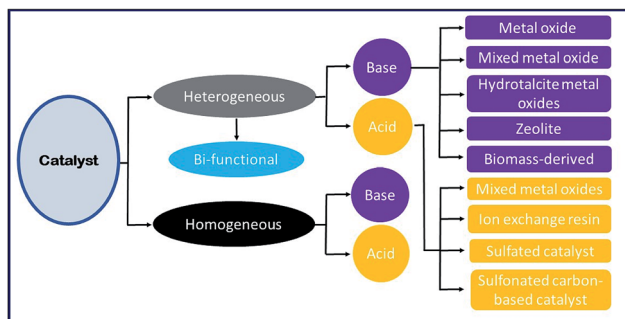 Catalyst
Heterogeneous
Bi-functional
Homogeneous
Base
Acid
Base
Acid
Metal oxide
Mixed metal oxide
Hydrotalcite metal
oxides
Zeolite
Biomass-derived
Mixed metal oxides
Ion exchange resin
Sulfated catalyst
Sulfonated carbon-
based catalyst